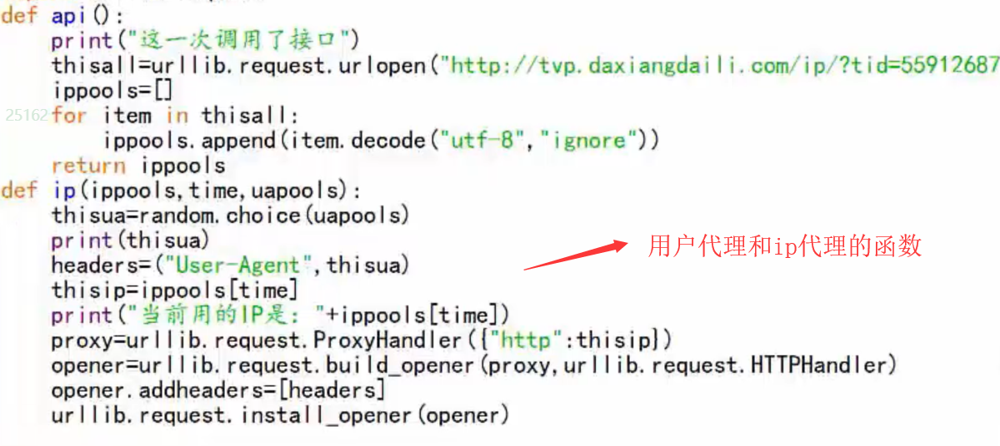 def api():
print("这一次调用了接口")
thisall=urllib.request.urlopen("http://tvp.daxiangdaili.com/ip/?tid=55912687
ippools=[]
25162
for item in thisall:
ippools.append(item.decode("utf-8","ignore"))
return ippools
def ip(ippools,time,uapools):
thisua=random.choice(uapools)
print(thisua)
headers=("User-Agent",thisua)
thisip=ippools[time]
print("当前用的IP是："+ippools[time])
proxy=urllib.request.ProxyHandler({"http":thisip})
opener=urllib.request.build_opener(proxy,urllib.request.HTTPHandler)
opener.addheaders=[headers]
urllib.request.install_opener(opener)
用户代理和ip代理的函数